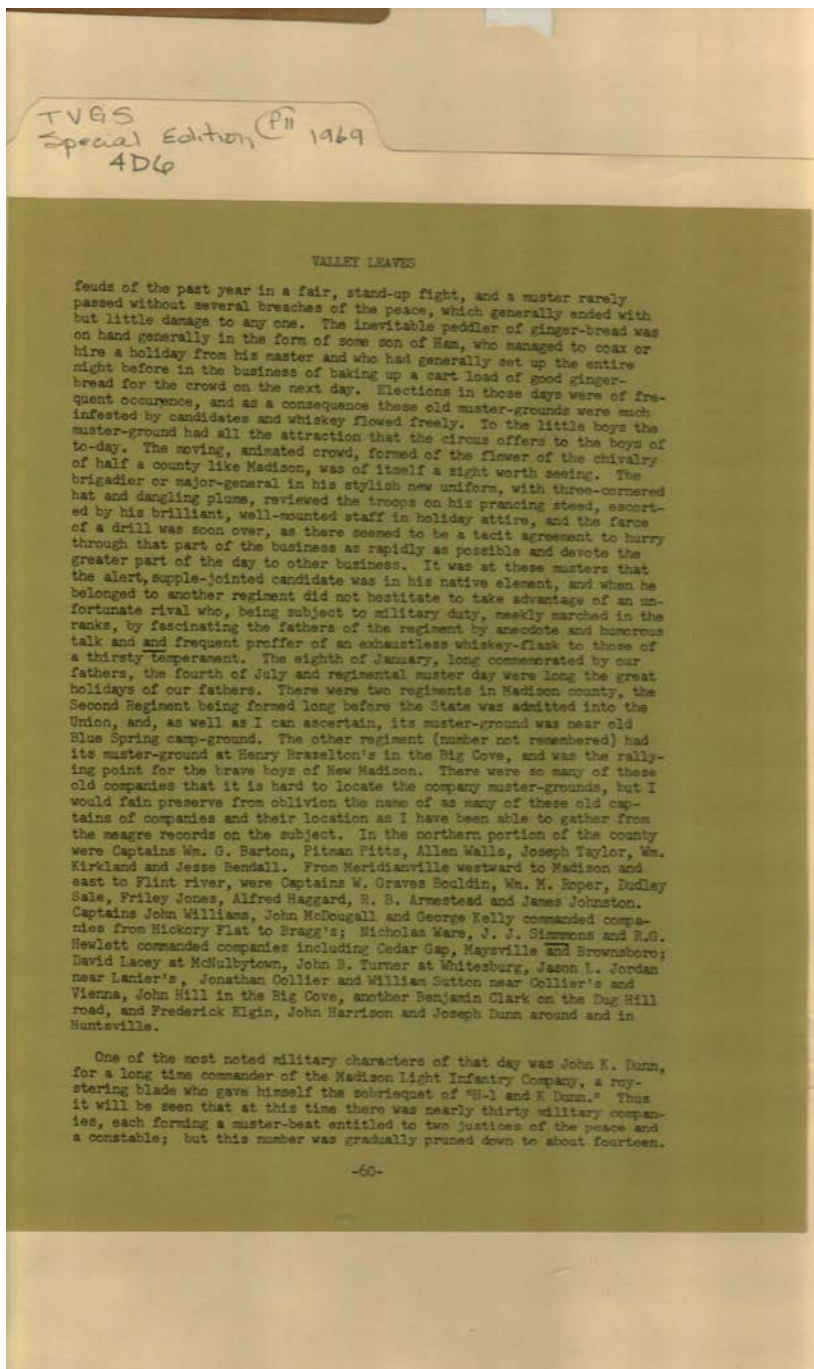 TVGS
Special Edition PII 1969
4D6
VALLEY LEAVES
feuds of the past year in a fair, stand-up fight, and a muster rarely
passed without several breaches of the peace, which generally ended with
but little damage to any one. The inevitable peddler of ginger-bread was
on hand generally in the form of some son of Ham, who managed to coax or
hire a holiday from his master and who had generally set up the entire
night before in the business of baking up a cart load of good ginger-
bread for the crowd on the next day. Elections in those days were of fre-
quent occurence, and as a consequence these old muster-grounds were much
infested by candidates and whiskey flowed freely. To the little boys the
muster-ground had all the attraction that the circus offers to the boys of
to-day. The moving, animated crowd, formed of the flower of the chivalry
of half a county like Madison, was of itself a sight worth seeing. The
brigadier or major-general in his stylish new uniform, with three-cornered
hat and dangling plume, reviewed the troops on his prancing steed, escort-
ed by his brilliant, well-mounted staff in holiday attire, and the farce
of a drill was soon over, as there seemed to be a tacit agreement to hurry
through that part of the business as rapidly as possible and devote the
greater part of the day to other business. It was at these musters that
the alert, supple-jointed candidate was in his native element, and when he
belonged to another regiment did not hestitate to take advantage of an un-
fortunate rival who, being subject to military duty, meekly marched in the
ranks, by fascinating the fathers of the regiment by anecdote and humorous
talk and and frequent proffer of an exhaustless whiskey-flask to those of
a thirsty temperament. The eighth of January, long commemorated by our
fathers, the fourth of July and regimental muster day were long the great
holidays of our fathers. There were two regiments in Madison county, the
Second Regiment being formed long before the State was admitted into the
Union, and, as well as I can ascertain, its muster-ground was near old
Blue Spring camp-ground. The other regiment (number not remembered) had
its muster-ground at Henry Brazelton's in the Big Cove, and was the rally-
ing point for the brave boys of New Madison. There were so many of these
old companies that it is hard to locate the company muster-grounds, but I
would fain preserve from oblivion the name of as many of these old cap-
tains of companies and their location as I have been able to gather from
the meagre records on the subject. In the northern portion of the county
were Captains Wm. G. Barton, Pitman Pitts, Allen Walls, Joseph Taylor, Wm.
Kirkland and Jesse Bendall. From Meridianville westward to Madison and
east to Flint river, were Captains W. Graves Bouldin, Wm. M. Roper, Dudley
Sale, Friley Jones, Alfred Haggard, R. B. Armestead and James Johnston.
Captains John Williams, John McDougall and George Kelly commanded compa-
nies from Hickory Flat to Bragg's; Nicholas Ware, J. J. Simmons and R.G.
Hewlett commanded companies including Cedar Gap, Maysville and Brownsboro;
David Lacey at McNulbytown, John B. Turner at Whitesburg, Jason L. Jordan
near Lanier's, Jonathan Collier and William Sutton near Collier's and
Vienna, John Hill in the Big Cove, another Benjamin Clark on the Dug Hill
road, and Frederick Elgin, John Harrison and Joseph Dunn around and in
Huntsville.
One of the most noted military characters of that day was John K. Dunn,
for a long time commander of the Madison Light Infantry Company, a roy-
stering blade who gave himself the sobriequet of "H-l and K Dunn." Thus
it will be seen that at this time there was nearly thirty military compan-
ies, each forming a muster-beat entitled to two justices of the peace and
a constable; but this number was gradually pruned down to about fourteen.
-60-